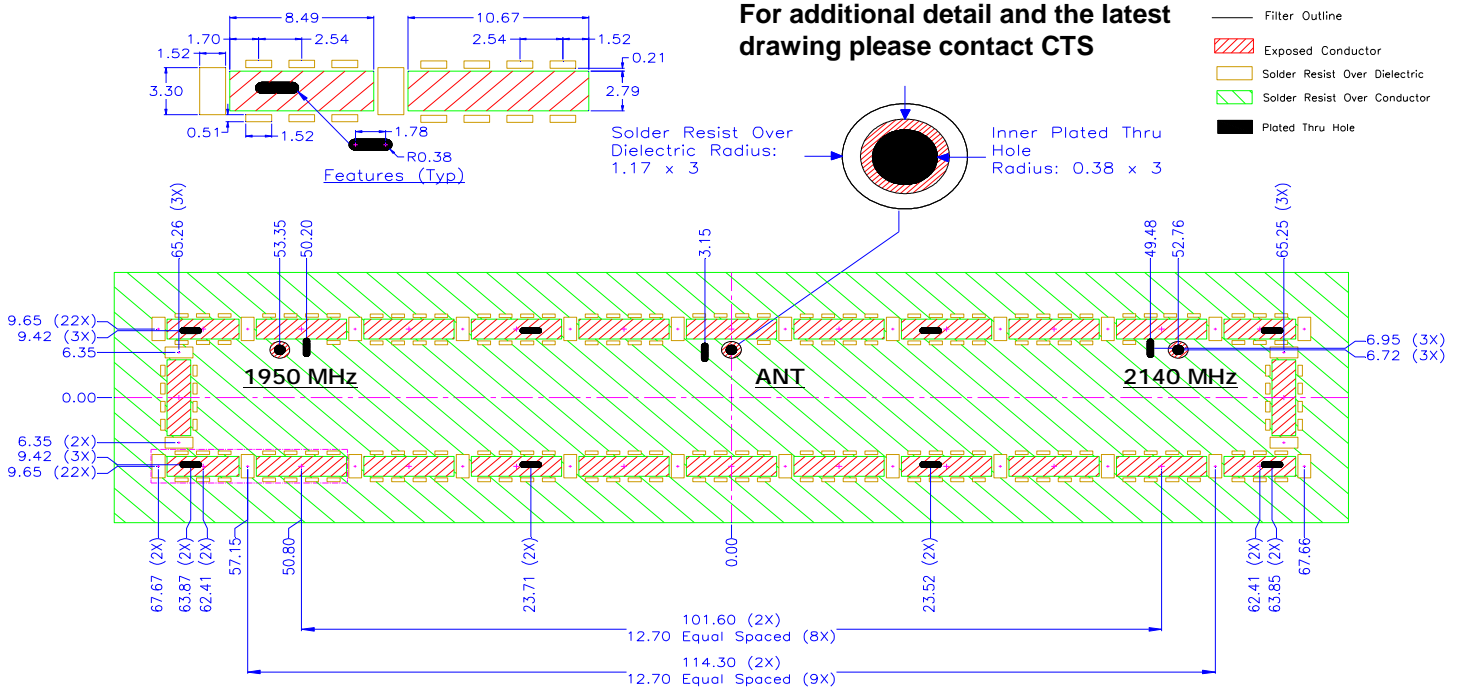 For additional detail and the latest
drawing please contact CTS
Filter Outline
Exposed Conductor
Solder Resist Over Dielectric
Solder Resist Over Conductor
Plated Thru Hole
8.49
10.67
1.70
2.54
2.54
1.52
1.52
0.21
3.30
2.79
0.51
1.52
1.78
R0.38
Features (Typ)
Solder Resist Over
Dielectric Radius:
1.17 x 3
Inner Plated Thru
Hole
Radius: 0.38 x 3
65.26 (3X)
53.35
50.20
3.15
49.48
52.76
65.25 (3X)
9.65 (22X)
9.42 (3X)
6.35
0.00
6.35 (2X)
9.42 (3X)
9.65 (22X)
6.95 (3X)
6.72 (3X)
1950 MHz
ANT
2140 MHz
67.67 (2X)
63.87 (2X)
62.41 (2X)
57.15
50.80
23.71 (2X)
0.00
23.52 (2X)
62.41 (2X)
63.85 (2X)
67.66
101.60 (2X)
12.70 Equal Spaced (8X)
114.30 (2X)
12.70 Equal Spaced (9X)